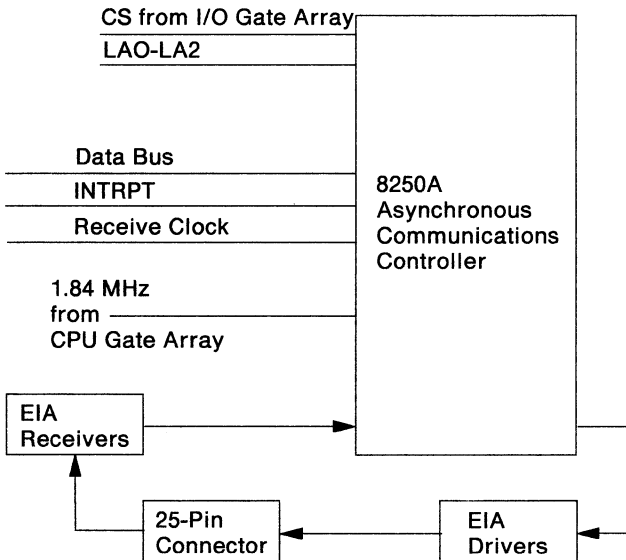 CS from I/O Gate Array
LAO-LA2
Data Bus
INTRPT
Receive Clock
8250A
Asynchronous
Communications
Controller
1.84 MHz
from
CPU Gate Array
EIA
Receivers
25-Pin
Connector
EIA
Drivers